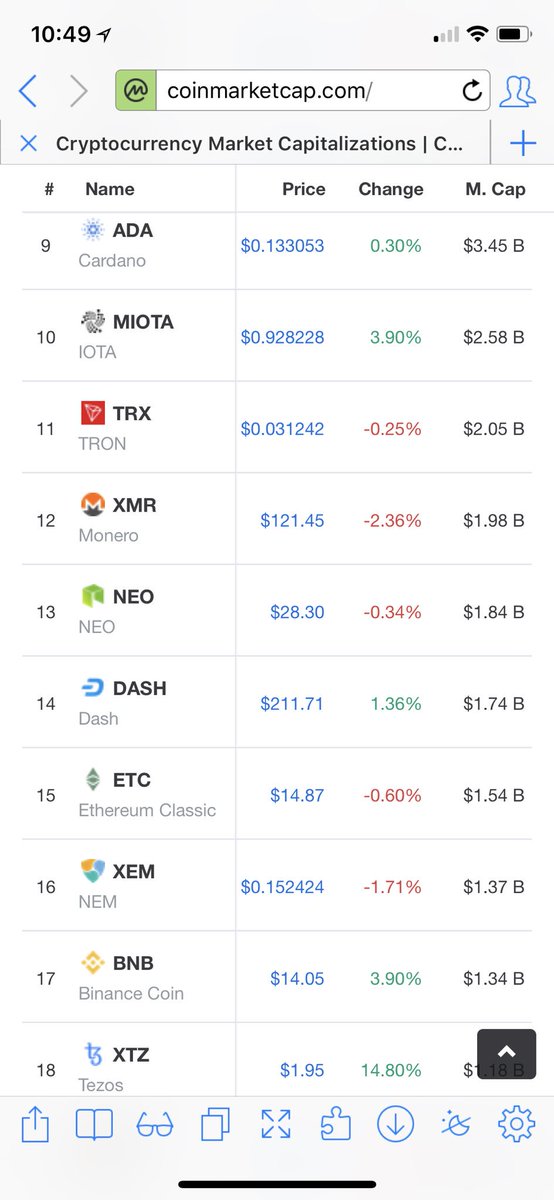 10:49
coinmarketcap.com/
Cryptocurrency Market Capitalizations | C...
# Name Price Change M. Cap
9 ADA Cardano $0.133053 0.30% $3.45 B
10 MIOTA IOTA $0.928228 3.90% $2.58 B
11 TRX TRON $0.031242 -0.25% $2.05 B
12 XMR Monero $121.45 -2.36% $1.98 B
13 NEO NEO $28.30 -0.34% $1.84 B
14 DASH Dash $211.71 1.36% $1.74 B
15 ETC Ethereum Classic $14.87 -0.60% $1.54 B
16 XEM NEM $0.152424 -1.71% $1.37 B
17 BNB Binance Coin $14.05 3.90% $1.34 B
18 XTZ Tezos $1.95 14.80% $1.18 B